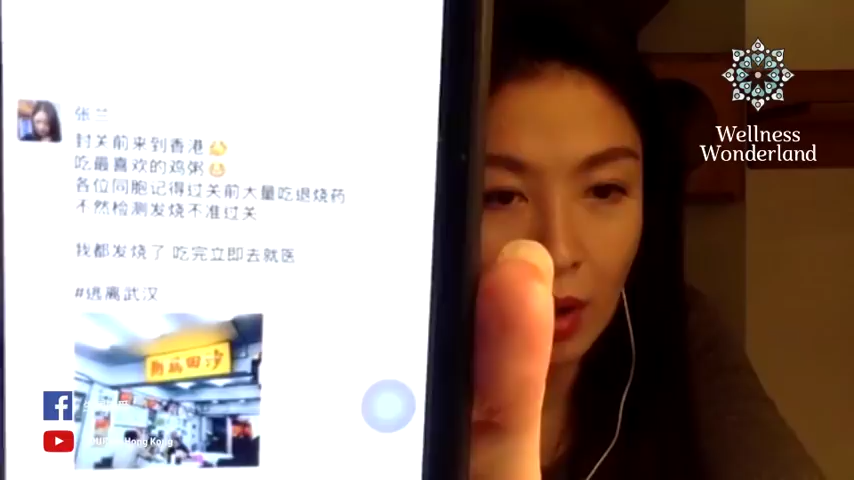 张兰
封关前来到香港
吃最喜欢的鸡粥
各位同胞记得过关前大量吃退烧药
不然检测发烧不准过关
我都发烧了 吃完立即去就医
#逃离武汉
Wellness
Wonderland
Hong Kong